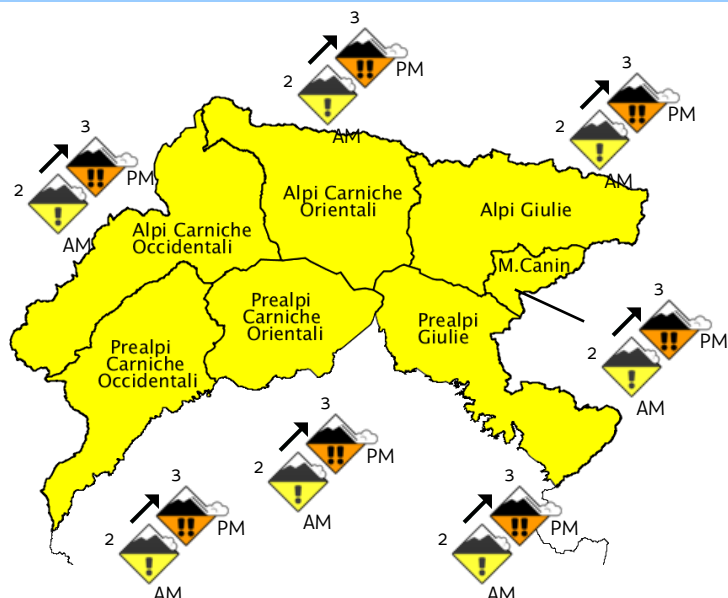 3
2
PM
AM
3
2
PM
AM
3
2
PM
AM
Alpi Carniche
Orientali
Alpi Giulie
Alpi Carniche
Occidentali
M.Canin
Prealpi
Carniche
Orientali
Prealpi
Giulie
3
2
PM
AM
Prealpi
Carniche
Occidentali
3
2
PM
AM
3
2
PM
AM
3
2
PM
AM